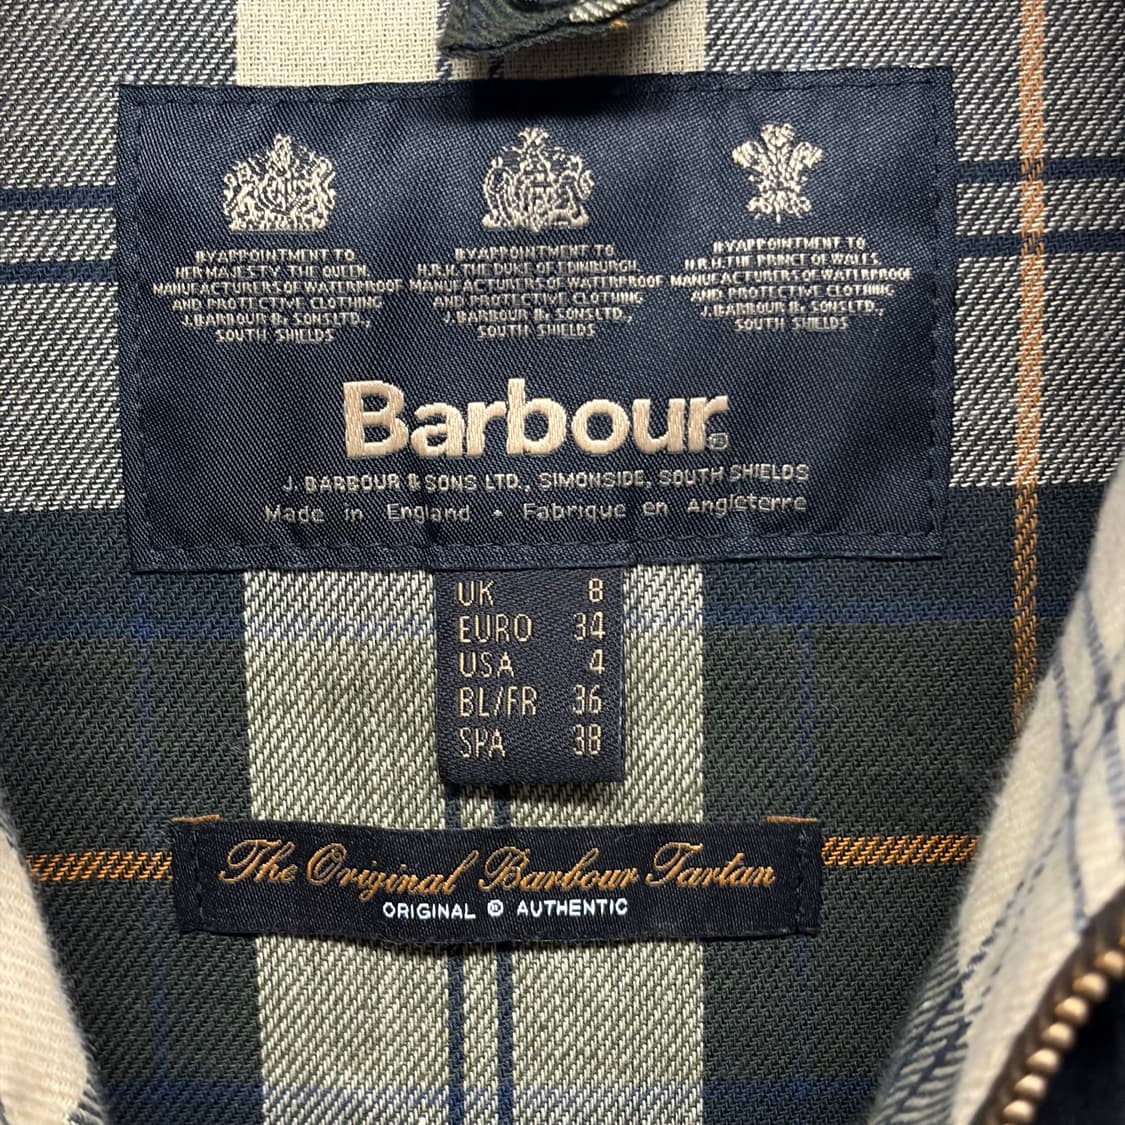 BY APPOINTMENT TO
HER MAJESTY THE QUEEN
MANUFACTURERS OF WATERPROOF
AND PROTECTIVE CLOTHING
J. BARBOUR & SONS LTD.,
SOUTH SHIELDS
BY APPOINTMENT TO
H.R.H. THE DUKE OF EDINBURGH
MANUFACTURERS OF WATERPROOF
AND PROTECTIVE CLOTHING
J. BARBOUR & SONS LTD.,
SOUTH SHIELDS
BY APPOINTMENT TO
H.R.H. THE PRINCE OF WALES
MANUFACTURERS OF WATERPROOF
AND PROTECTIVE CLOTHING
J. BARBOUR & SONS LTD.,
SOUTH SHIELDS
Barbour®
J. BARBOUR & SONS LTD., SIMONSIDE, SOUTH SHIELDS
Made in England • Fabrique en Angleterre
UK 8
EURO 34
USA 4
BL/FR 36
SPA 38
The Original Barbour Tartan
ORIGINAL ® AUTHENTIC